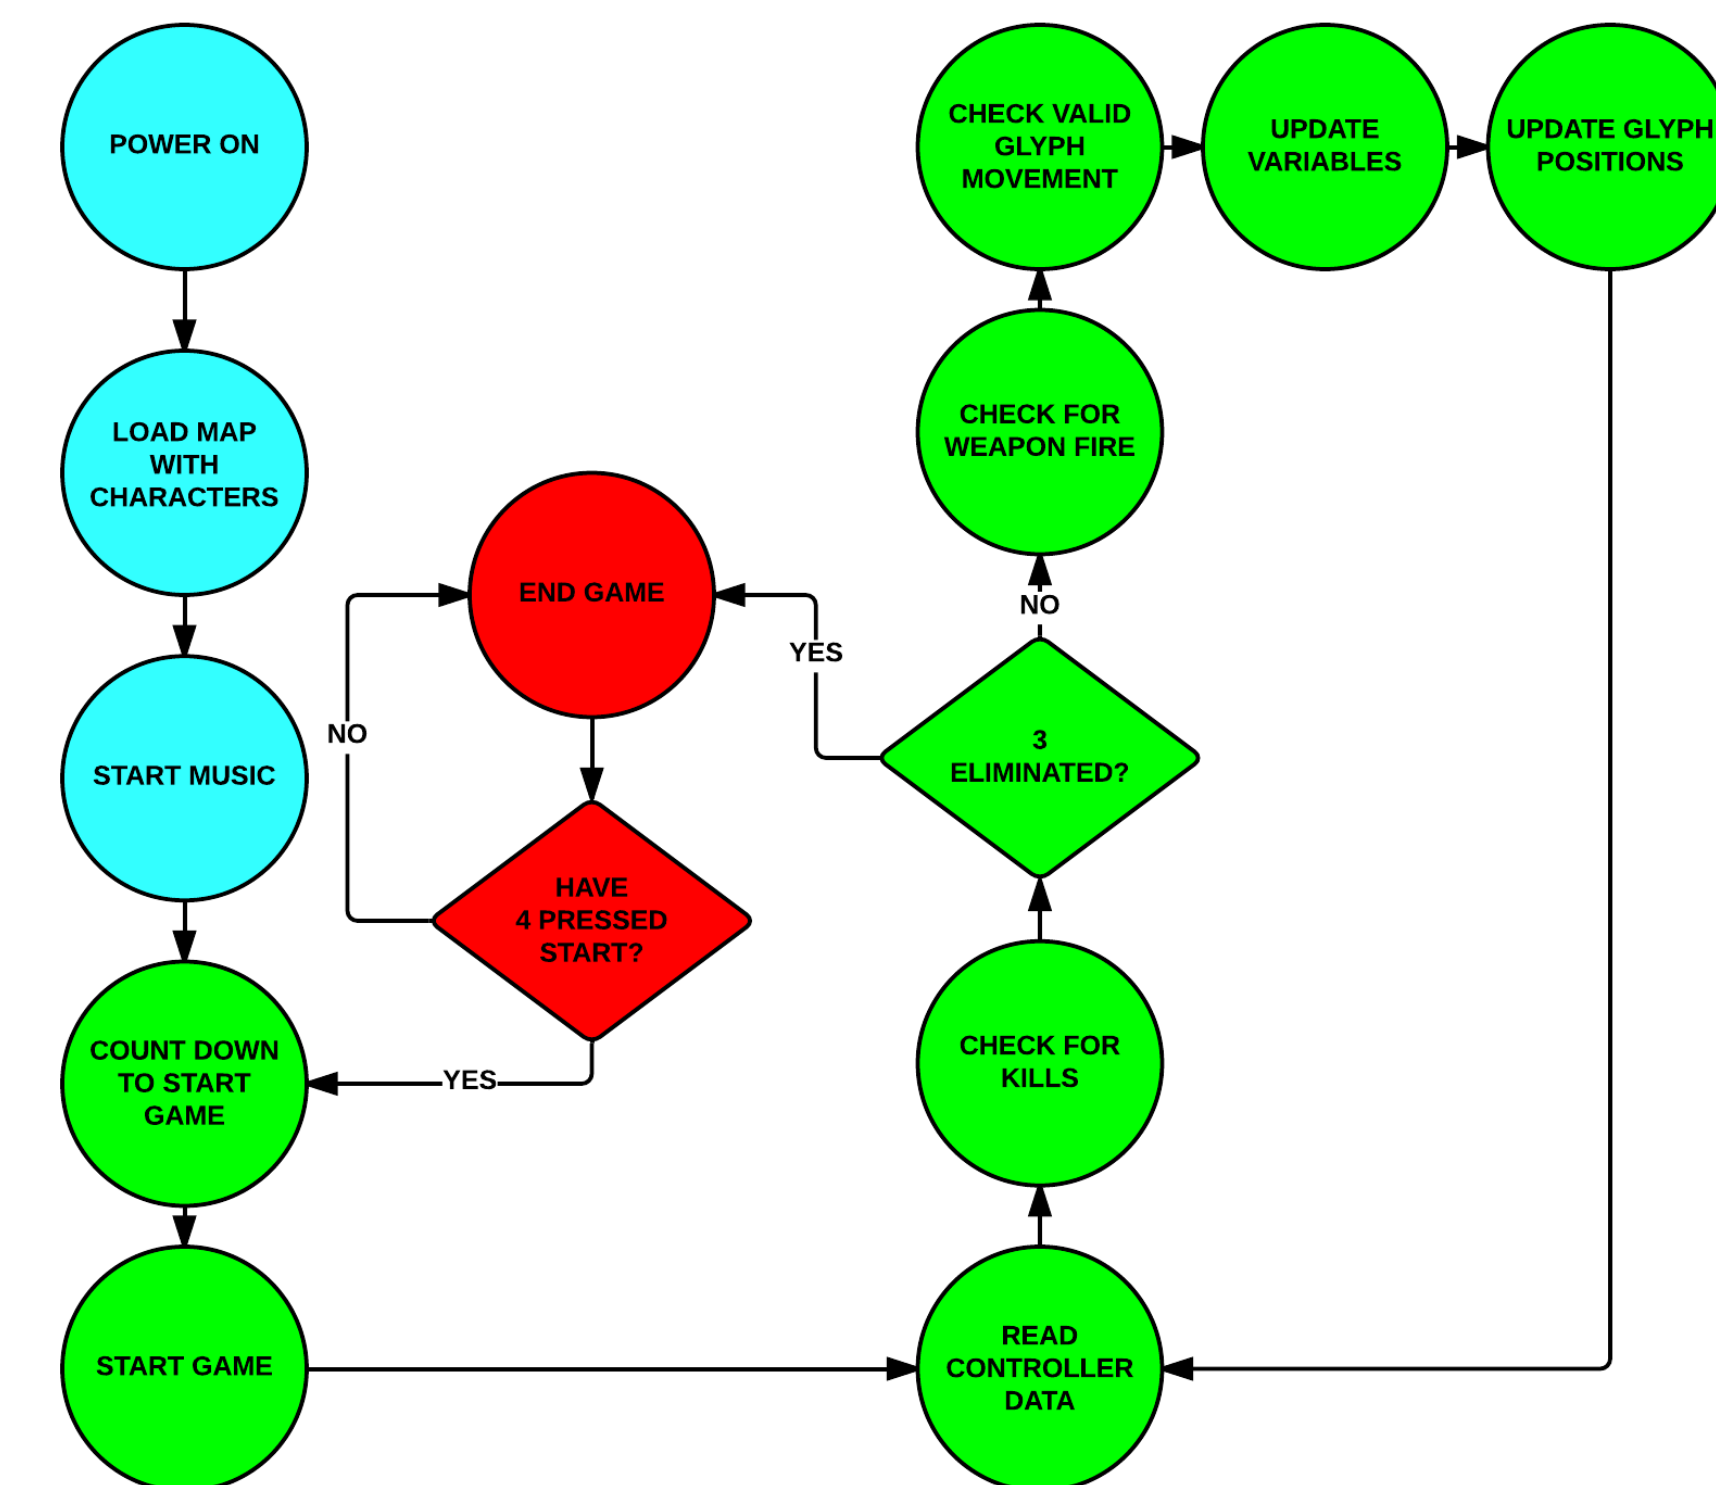 POWER ON
LOAD MAP
WITH
CHARACTERS
START MUSIC
COUNT DOWN
TO START
GAME
START GAME
END GAME
NO
HAVE
4 PRESSED
START?
YES
YES
CHECK VALID
GLYPH
MOVEMENT
UPDATE
VARIABLES
UPDATE GLYPH
POSITIONS
CHECK FOR
WEAPON FIRE
NO
3
ELIMINATED?
CHECK FOR
KILLS
READ
CONTROLLER
DATA